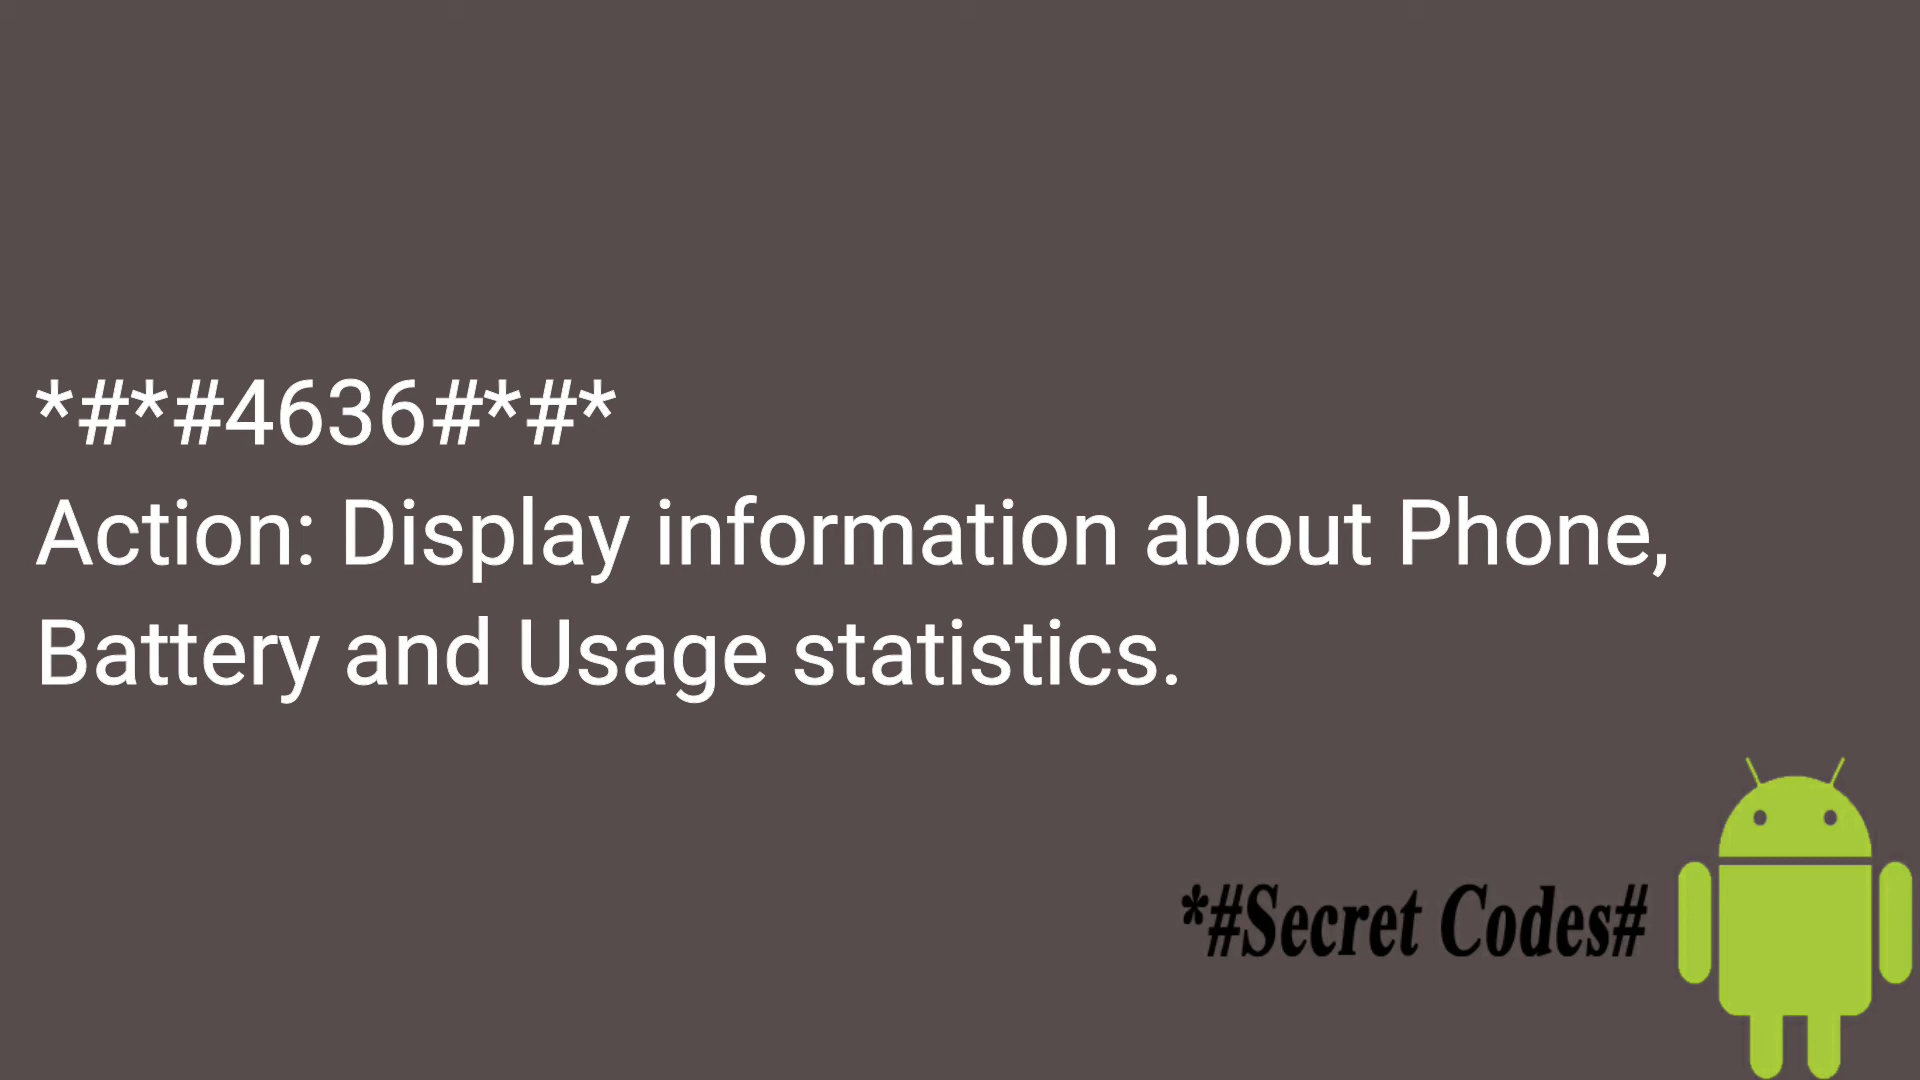 *#*#4636#*#*
Action: Display information about Phone,
Battery and Usage statistics.
*#Secret Codes#